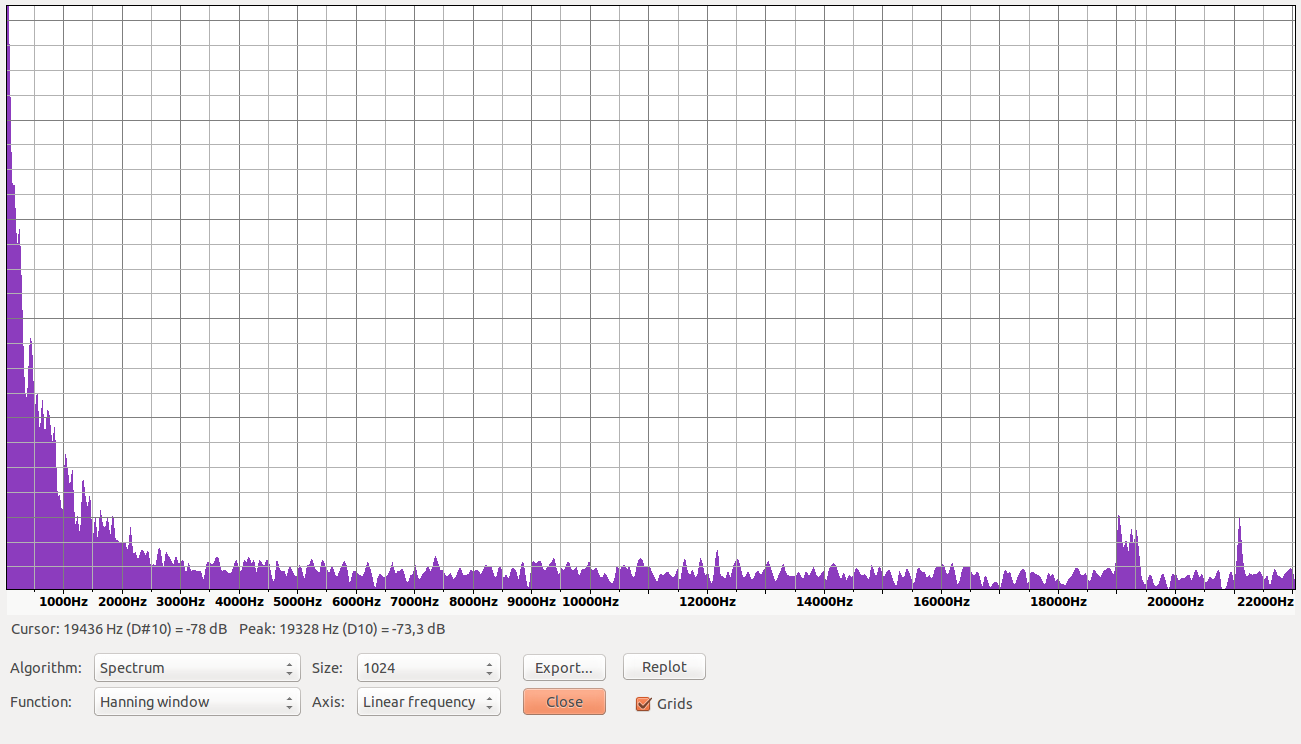 1000Hz 2000Hz 3000Hz 4000Hz 5000Hz 6000Hz 7000Hz 8000Hz 9000Hz 10000Hz 12000Hz 14000Hz 16000Hz 18000Hz 20000Hz 22000Hz
Cursor: 19436 Hz (D#10) = -78 dB Peak: 19328 Hz (D10) = -73,3 dB
Algorithm: Spectrum Size: 1024 Export... Replot
Function: Hanning window Axis: Linear frequency Close Grids